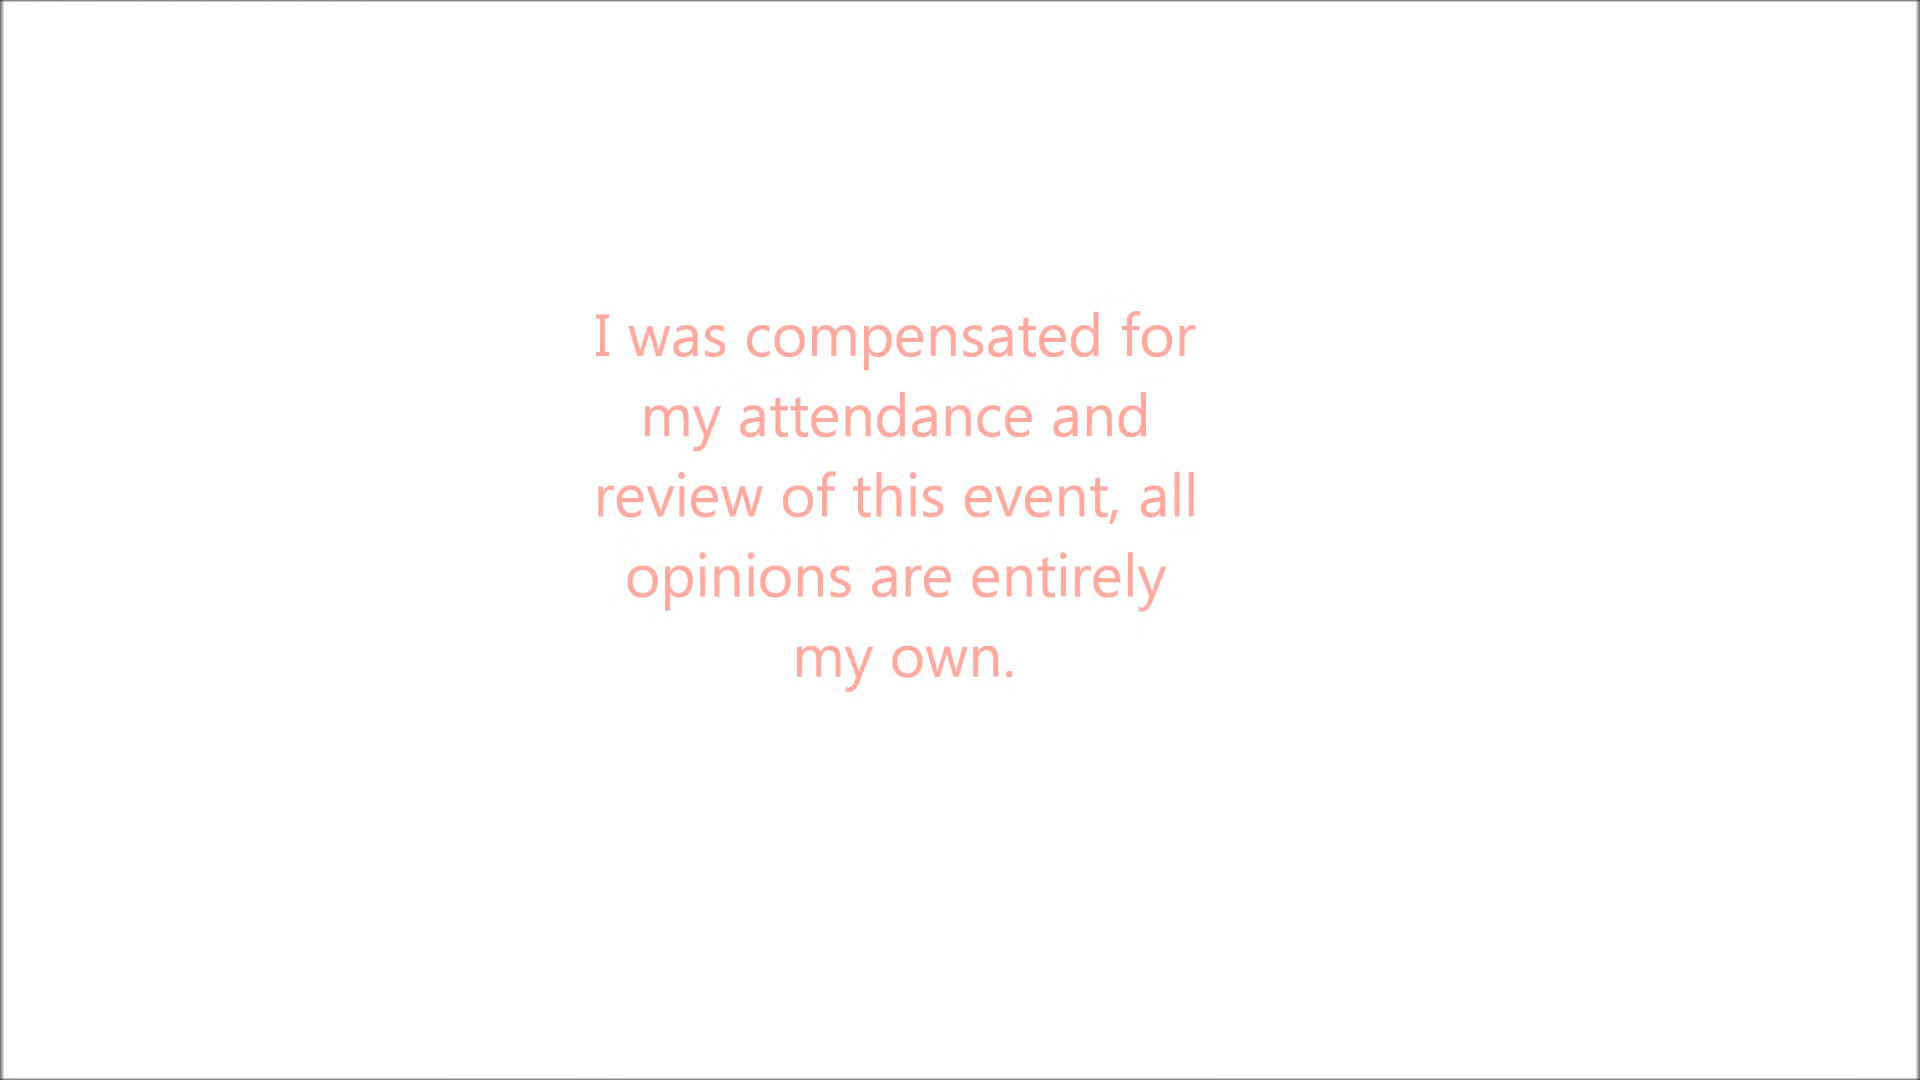 I was compensated for
my attendance and
review of this event, all
opinions are entirely
my own.